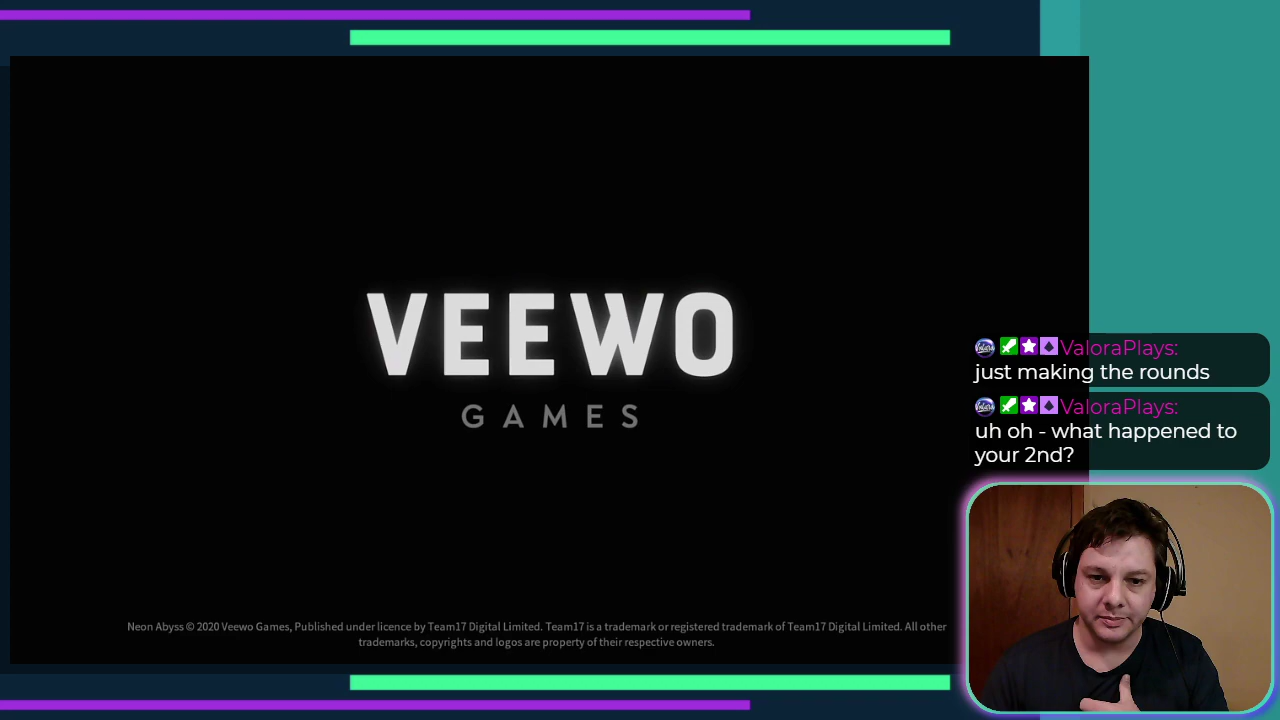 VEEWO
GAMES
Neon Abyss © 2020 Veewo Games, Published under licence by Team17 Digital Limited. Team17 is a trademark or registered trademark of Team17 Digital Limited. All other
trademarks, copyrights and logos are property of their respective owners.
ValoraPlays:
just making the rounds
ValoraPlays:
uh oh - what happened to
your 2nd?